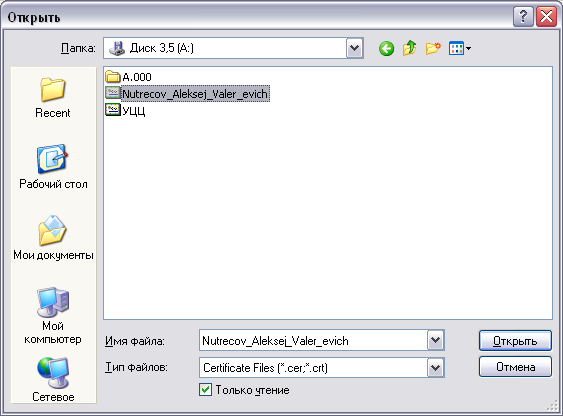 Открыть
Папка:
Диск 3,5 (A:)
Recent
Рабочий стол
Мои документы
Мой компьютер
Сетевое
A.000
Nutrecov_Aleksej_Valer_evich
УЦЦ
Имя файла:
Nutrecov_Aleksej_Valer_evich
Открыть
Тип файлов:
Certificate Files (*.cer;*.crt)
Отмена
Только чтение